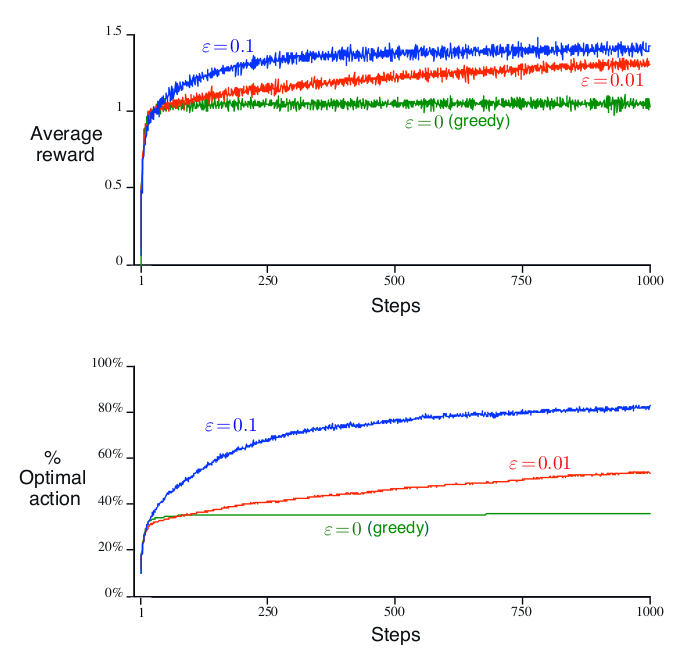 1.5
ε=0.1
1
ε=0.01
ε=0 (greedy)
Average
reward
0.5
0
1
250
500
750
1000
Steps
100%
80%
ε=0.1
60%
%
Optimal
action
ε=0.01
40%
ε=0 (greedy)
20%
0%
1
250
500
750
1000
Steps